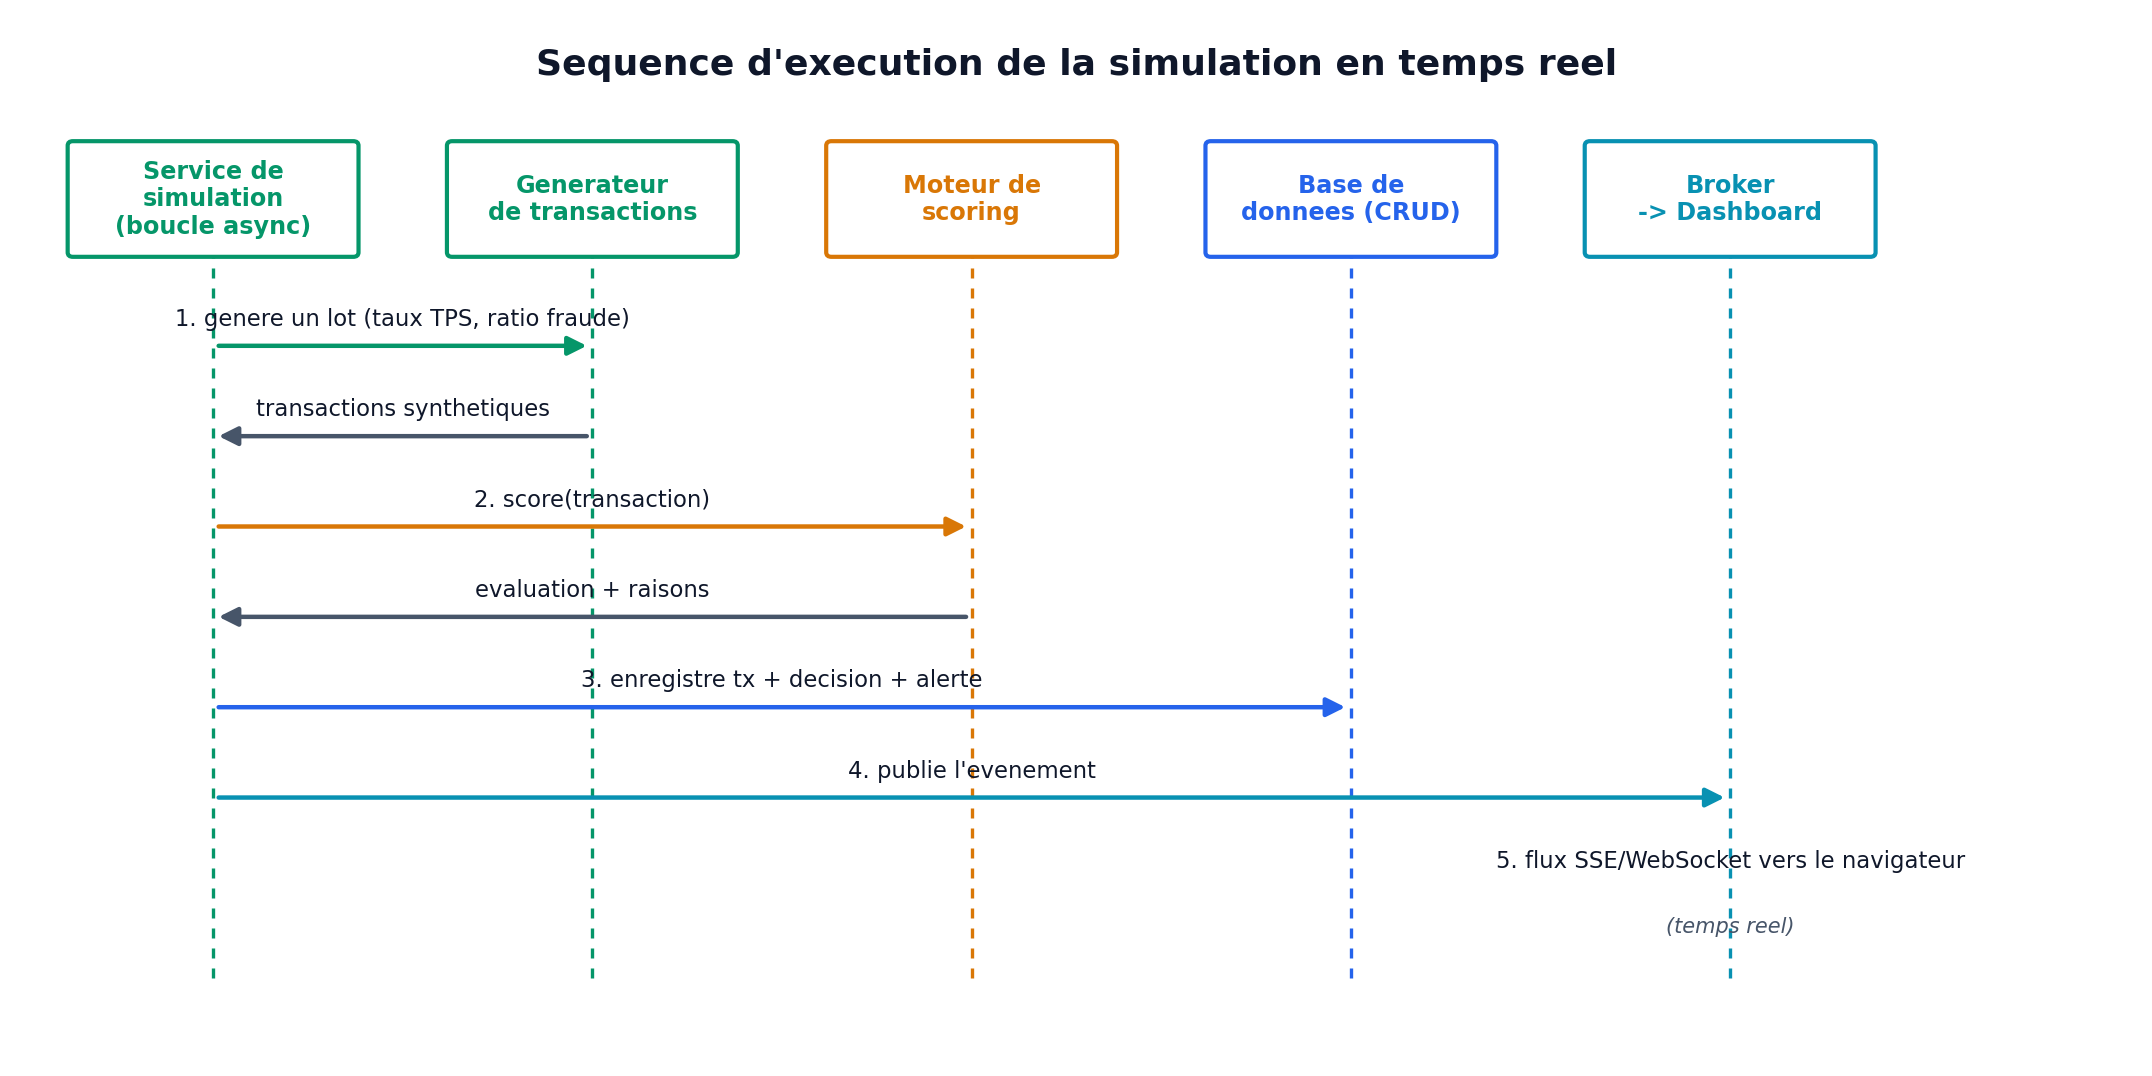 Sequence d'execution de la simulation en temps reel
Service de
simulation
(boucle async)
Generateur
de transactions
Moteur de
scoring
Base de
donnees (CRUD)
Broker
-> Dashboard
1. genere un lot (taux TPS, ratio fraude)
transactions synthetiques
2. score(transaction)
evaluation + raisons
3. enregistre tx + decision + alerte
4. publie l'evenement
5. flux SSE/WebSocket vers le navigateur
(temps reel)